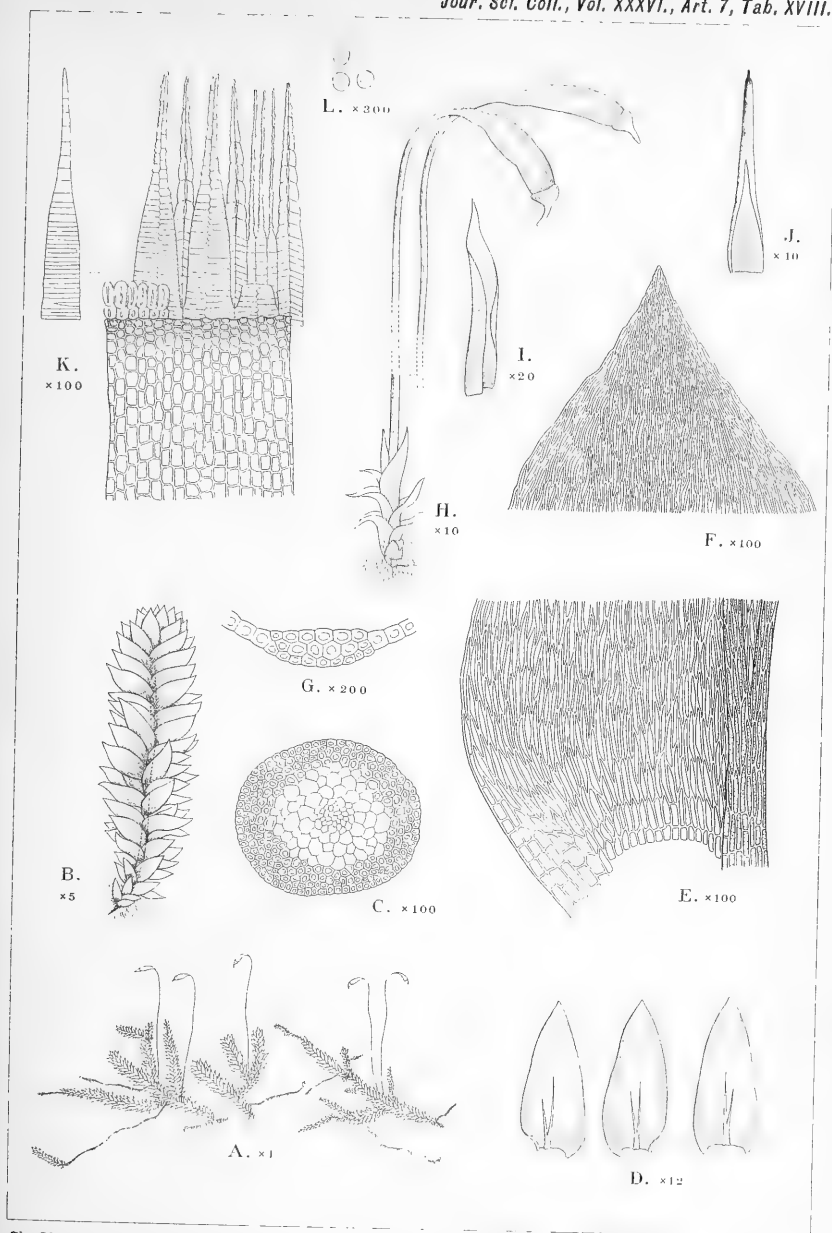 Jour. Sci. Coll., Vol. XXXVI., Art. 7, Tab. XVIII.
L. ×300
J.
×10
K.
×100
I.
×20
H.
×10
F. ×100
G. ×200
B.
×5
C. ×100
E. ×100
A. ×1
D. ×12